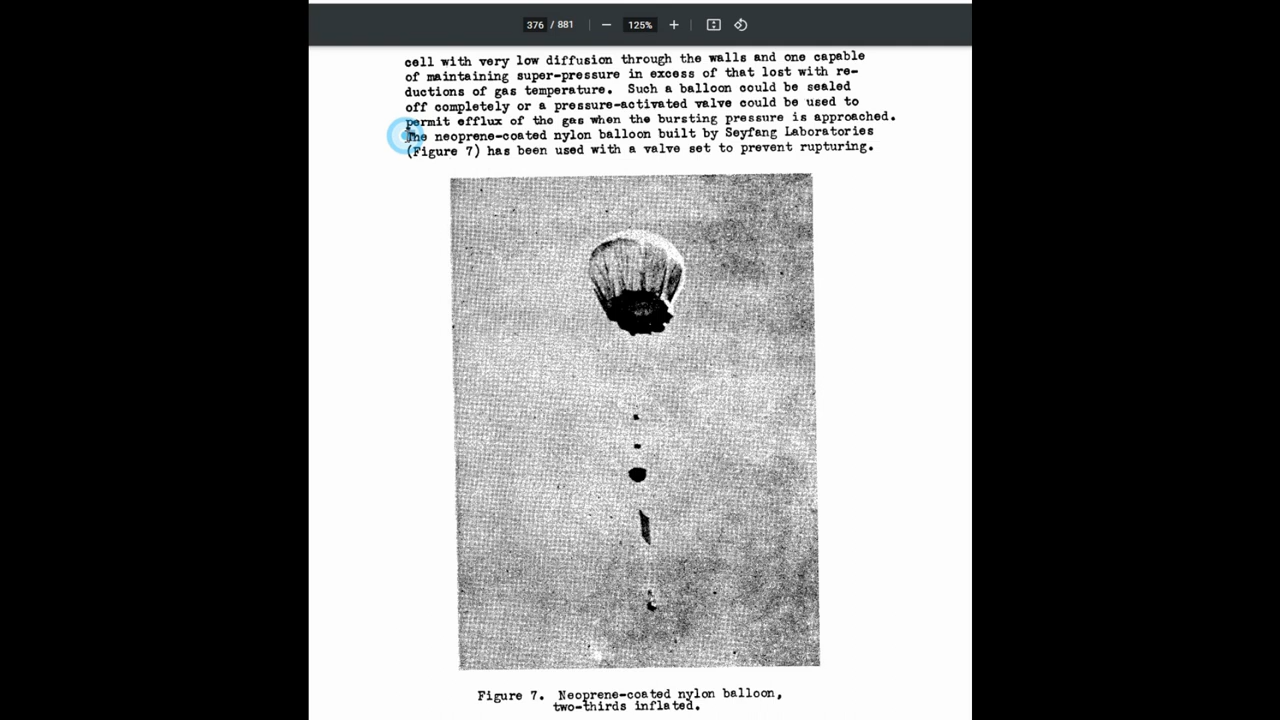 376 / 881
125%
cell with very low diffusion through the walls and one capable
of maintaining super-pressure in excess of that lost with re-
ductions of gas temperature. Such a balloon could be sealed
off completely or a pressure-activated valve could be used to
permit efflux of the gas when the bursting pressure is approached.
The neoprene-coated nylon balloon built by Seyfang Laboratories
(Figure 7) has been used with a valve set to prevent rupturing.
Figure 7. Neoprene-coated nylon balloon,
two-thirds inflated.